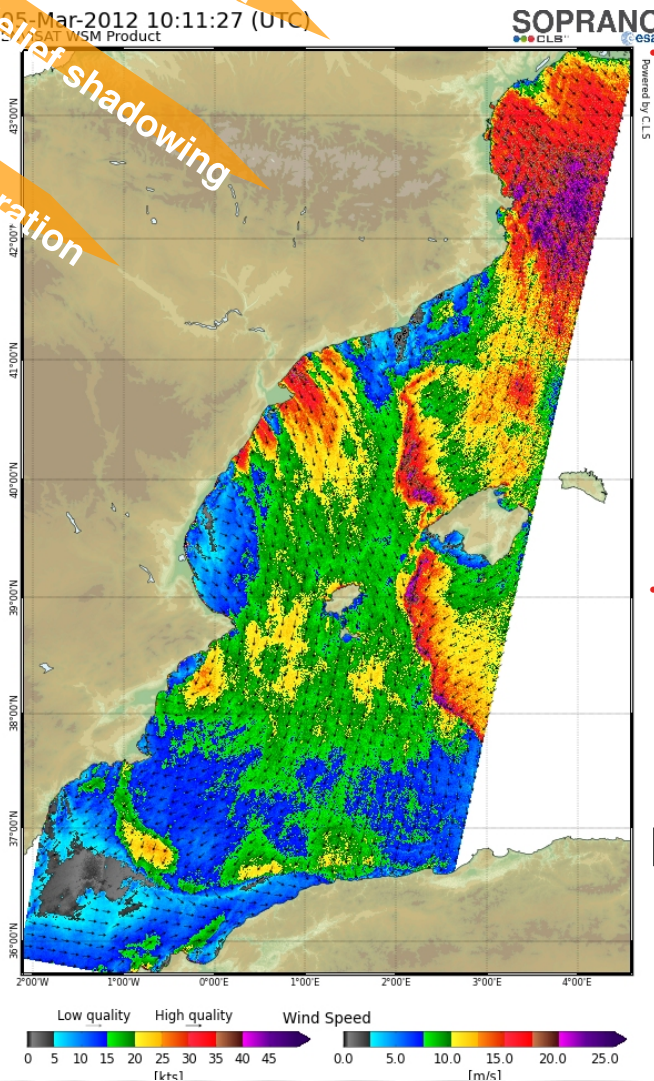 05-Mar-2012 10:11:27 (UTC)
SAT WSM Product
SOPRANO
CLS
esa
Powered by C.L.S
elief shadowing
ration
43°00'N
42°00'N
41°00'N
40°00'N
39°00'N
38°00'N
37°00'N
36°00'N
2°00'W 1°00'W 0°00'E 1°00'E 2°00'E 3°00'E 4°00'E
Low quality High quality Wind Speed
0 5 10 15 20 25 30 35 40 45
[kts]
0.0 5.0 10.0 15.0 20.0 25.0
[m/s]